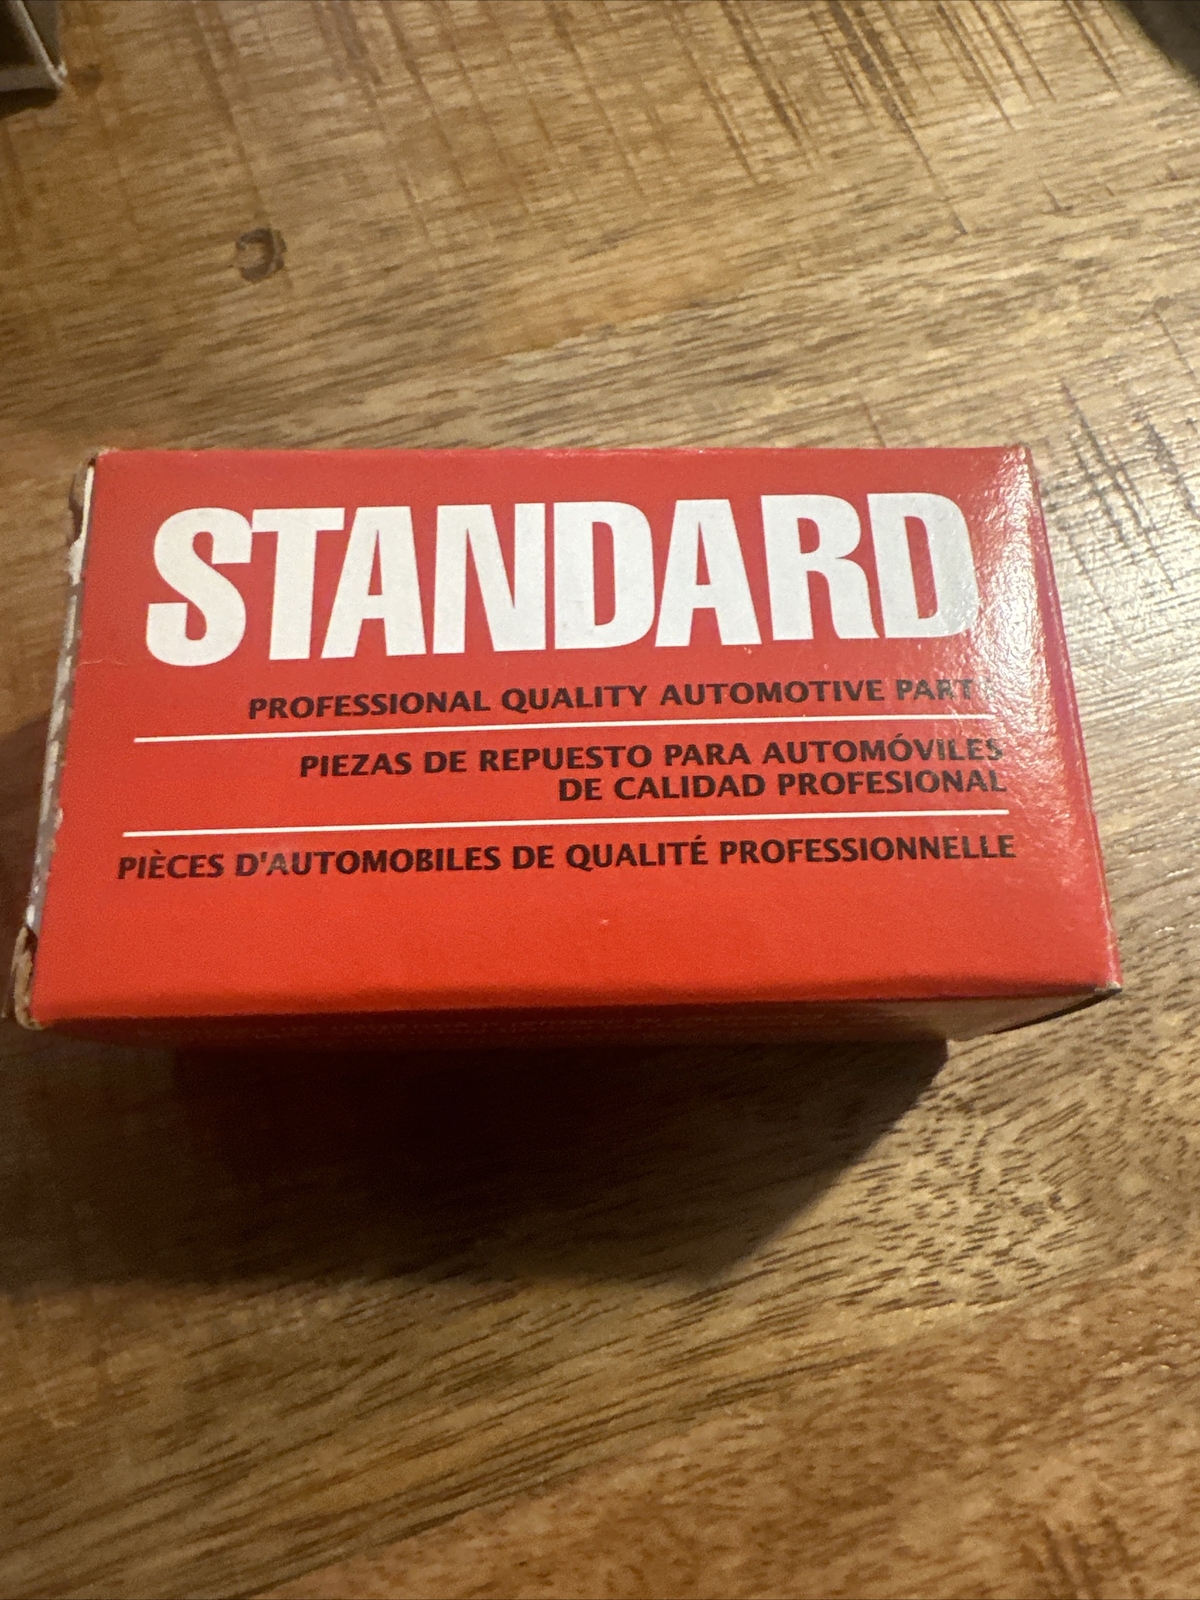 STANDARD
PROFESSIONAL QUALITY AUTOMOTIVE PARTS
PIEZAS DE REPUESTO PARA AUTOMÓVILES
DE CALIDAD PROFESIONAL
PIÈCES D'AUTOMOBILES DE QUALITÉ PROFESSIONNELLE